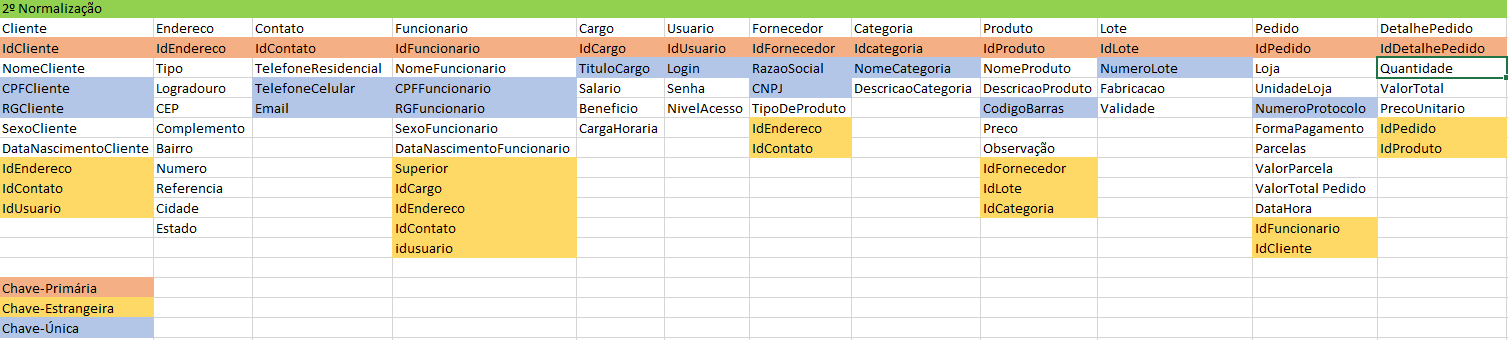 2º Normalização
Cliente Endereco Contato Funcionario Cargo Usuario Fornecedor Categoria Produto Lote Pedido DetalhePedido
IdCliente IdEndereco IdContato IdFuncionario IdCargo IdUsuario IdFornecedor Idcategoria IdProduto IdLote IdPedido IdDetalhePedido
NomeCliente Tipo TelefoneResidencial NomeFuncionario TituloCargo Login RazaoSocial NomeCategoria NomeProduto NumeroLote Loja Quantidade
CPFCliente Logradouro TelefoneCelular CPFFuncionario Salario Senha CNPJ DescricaoCategoria DescricaoProduto Fabricacao UnidadeLoja ValorTotal
RGCliente CEP Email RGFuncionario Beneficio NivelAcesso TipoDeProduto CodigoBarras Validade NumeroProtocolo PrecoUnitario
SexoCliente Complemento SexoFuncionario CargaHoraria IdEndereco Preco FormaPagamento IdPedido
DataNascimentoCliente Bairro DataNascimentoFuncionario IdContato Observação Parcelas IdProduto
IdEndereco Numero Superior IdFornecedor ValorParcela
IdContato Referencia IdCargo IdLote ValorTotal Pedido
IdUsuario Cidade IdEndereco IdCategoria DataHora
Estado IdContato IdFuncionario
idusuario IdCliente
Chave-Primária
Chave-Estrangeira
Chave-Única